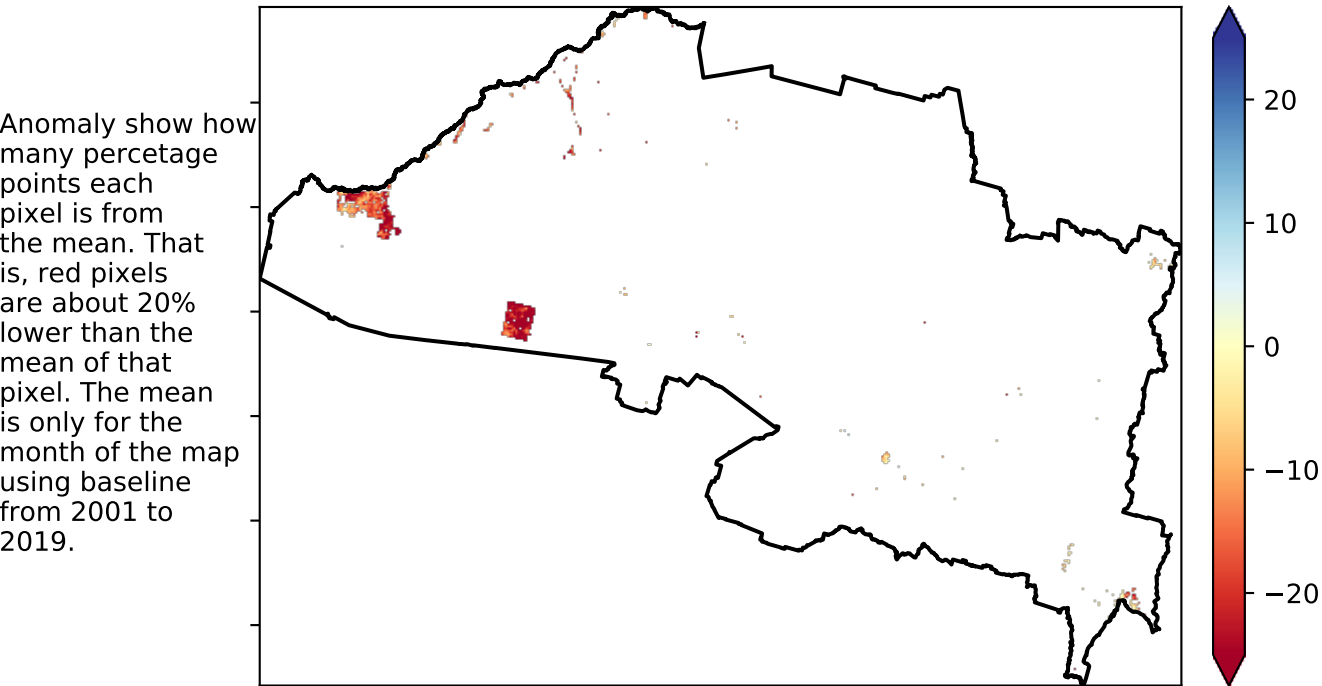 Anomaly show how
many percetage
points each
pixel is from
the mean. That
is, red pixels
are about 20%
lower than the
mean of that
pixel. The mean
is only for the
month of the map
using baseline
from 2001 to
2019.
20
10
0
−10
−20